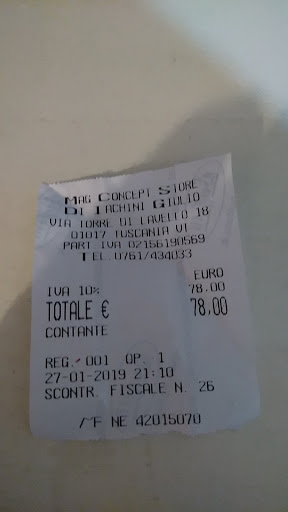 MAG CONCEPT STORE
DI IACHINI GIULIO
VIA TORRE DI LAVELLO 18
01017 TUSCANIA VT
PART IVA 02156190569
TEL.0761/434033
EURO
IVA 10% 78,00
TOTALE € 78,00
CONTANTE
REG. 001 OP. 1
27-01-2019 21:10
SCONTR. FISCALE N. 26
NE 42015070